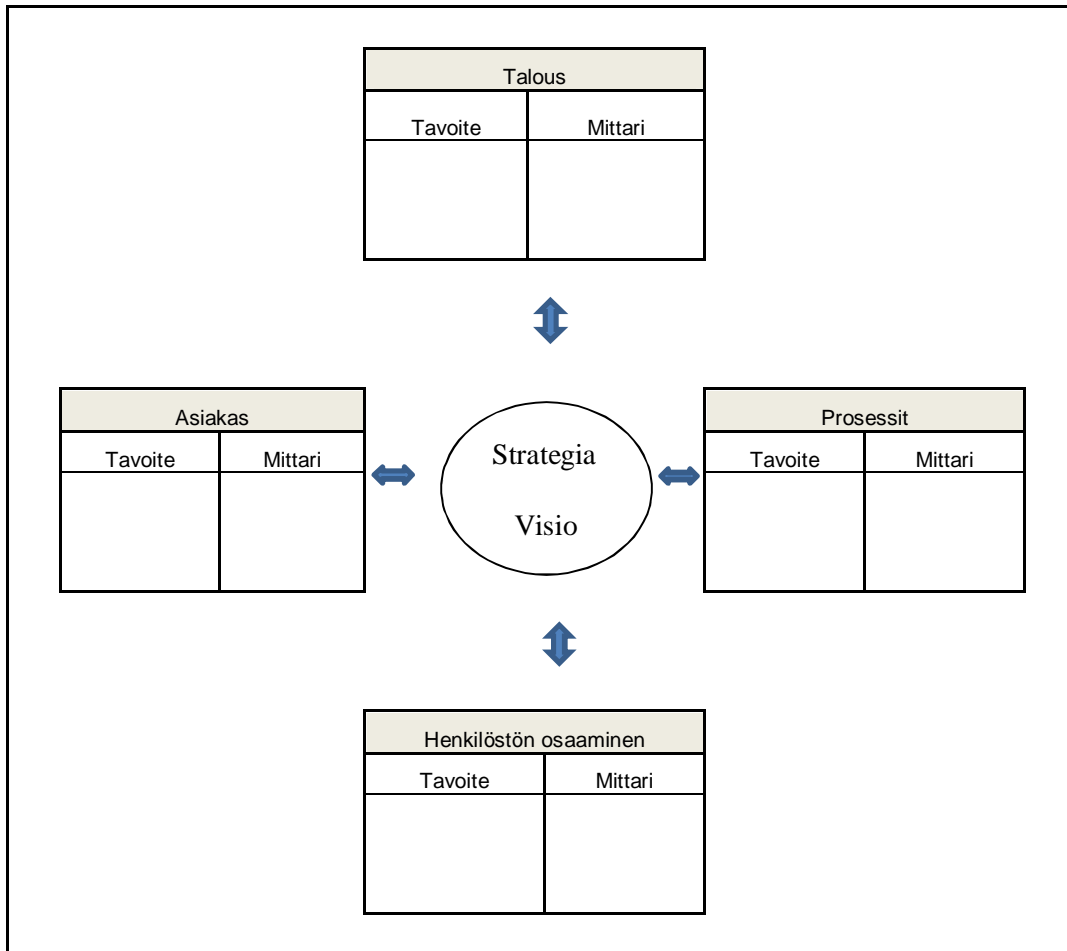 Talous
Tavoite Mittari
Asiakas
Tavoite Mittari
Strategia
Visio
Prosessit
Tavoite Mittari
Henkilöstön osaaminen
Tavoite Mittari